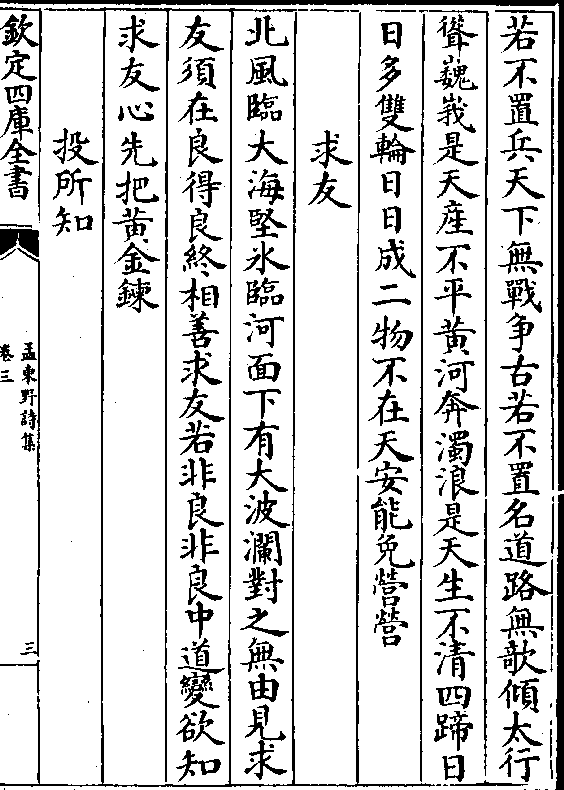 若不置兵天下無戰爭古若不置名道路無欹傾太行
聳巍峩是天産不平黃河奔濁浪是天生不清四蹄日
日多雙輪日日成二物不在天安能免營營
求友
北風臨大海堅氷臨河面下有大波瀾對之無由見求
友須在良得良終相善求友若非良非良中道變欲知
求友心先把黃金鍊
投所知
欽定四庫全書
孟東野詩集
卷三
三